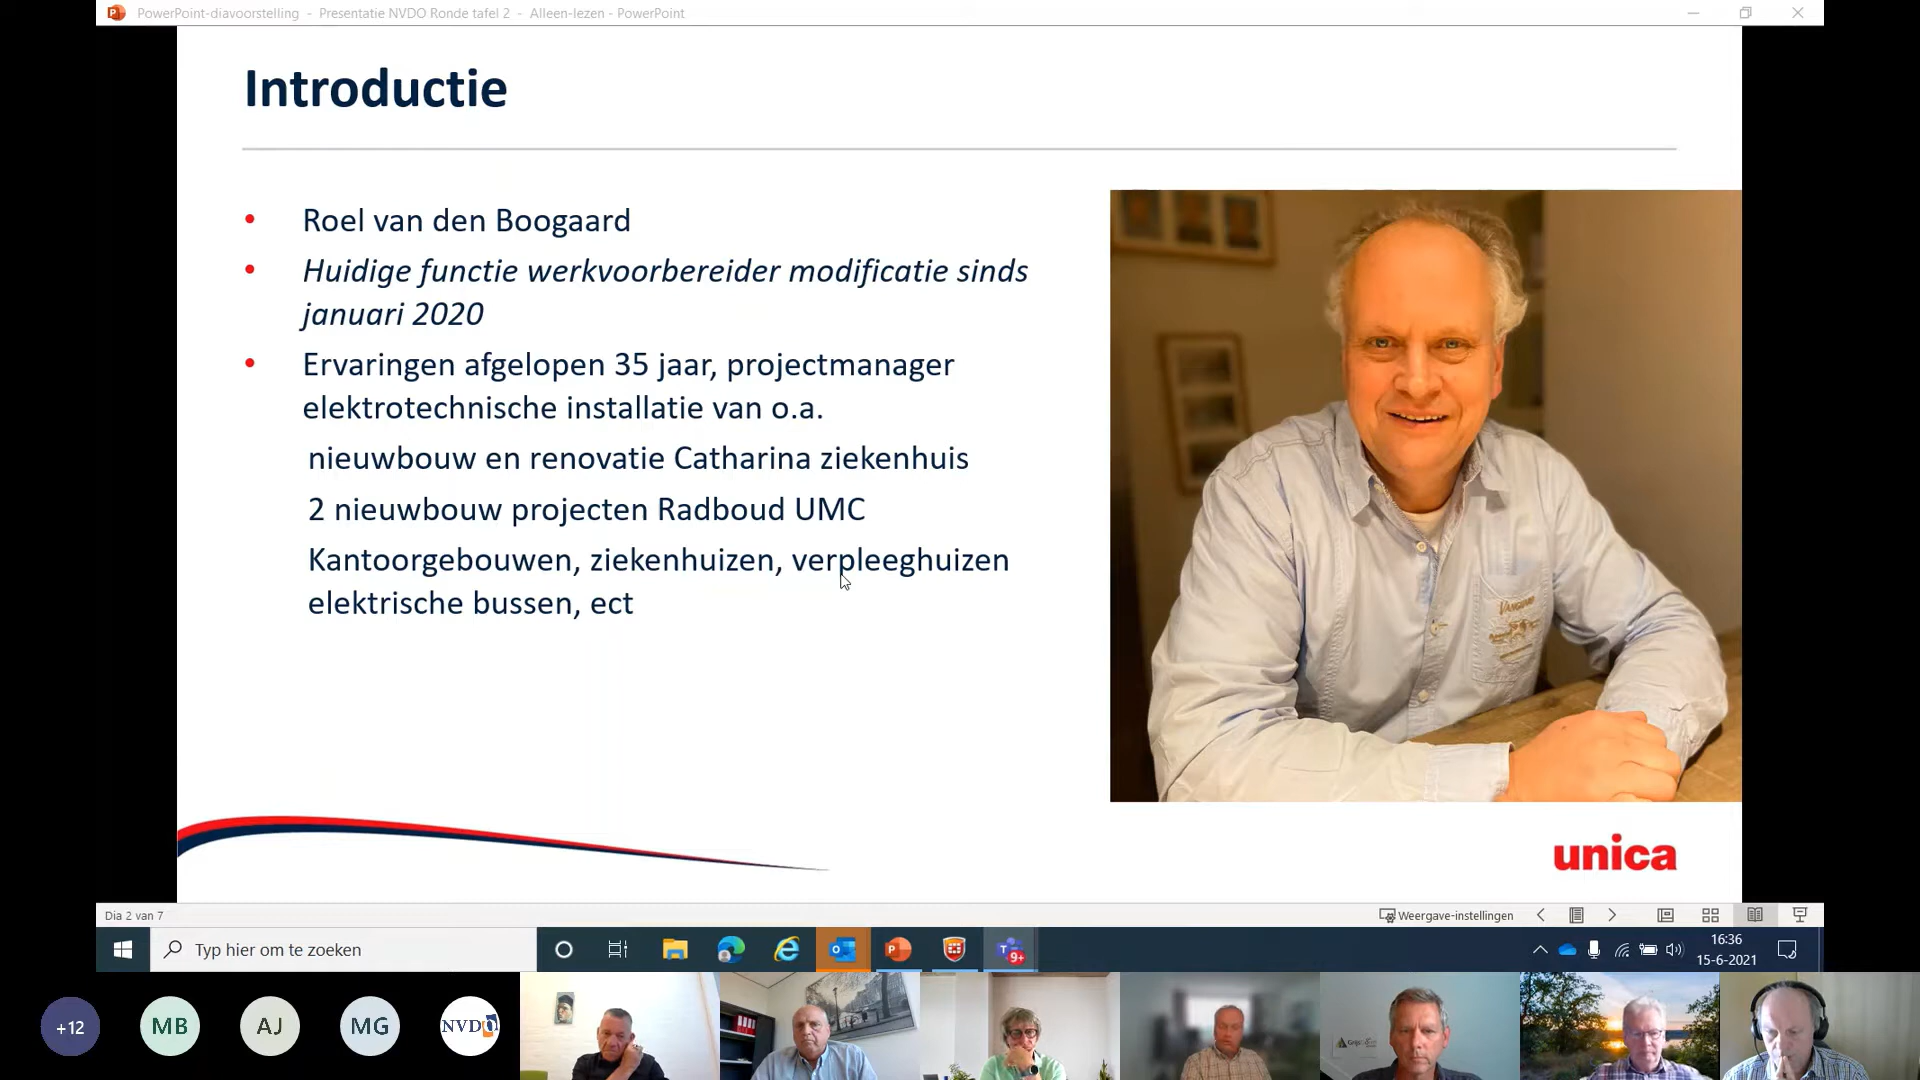 PowerPoint-diavoorstelling - Presentatie NVDO Ronde tafel 2 - Alleen-lezen - PowerPoint
Introductie
• Roel van den Boogaard
• Huidige functie werkvoorbereider modificatie sinds
januari 2020
• Ervaringen afgelopen 35 jaar, projectmanager
elektrotechnische installatie van o.a.
nieuwbouw en renovatie Catharina ziekenhuis
2 nieuwbouw projecten Radboud UMC
Kantoorgebouwen, ziekenhuizen, verpleeghuizen
elektrische bussen, ect
unica
Dia 2 van 7
Weergave-instellingen
Typ hier om te zoeken
9+
16:36
15-6-2021
+12
MB
AJ
MG
NVDO